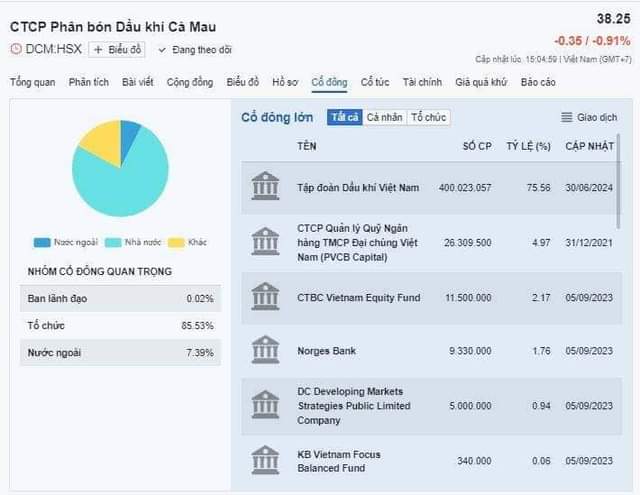 CTCP Phân bón Dầu khí Cà Mau
38.25
DCM:HSX + Biểu đồ ✓ Đang theo dõi
-0.35 / -0.91%
Cập nhật lúc 15:04:59 | Việt Nam (GMT+7)
Tổng quan Phân tích Bài viết Cộng đồng Biểu đồ Hồ sơ Cổ đông Cổ tức Tài chính Giá quá khứ Báo cáo
Cổ đông lớn Tất cả Cá nhân Tổ chức Giao dịch
TÊN SỐ CP TỶ LỆ (%) CẬP NHẬT
Tập đoàn Dầu khí Việt Nam 400.023.057 75.56 30/06/2024
CTCP Quản lý Quỹ Ngân
hàng TMCP Đại chúng Việt
Nam (PVCB Capital)
26.309.500 4.97 31/12/2021
CTBC Vietnam Equity Fund 11.500.000 2.17 05/09/2023
Norges Bank 9.330.000 1.76 05/09/2023
DC Developing Markets
Strategies Public Limited
Company
5.000.000 0.94 05/09/2023
KB Vietnam Focus
Balanced Fund
340.000 0.06 05/09/2023
Nước ngoài Nhà nước Khác
NHÓM CỔ ĐÔNG QUAN TRỌNG
Ban lãnh đạo 0.02%
Tổ chức 85.53%
Nước ngoài 7.39%